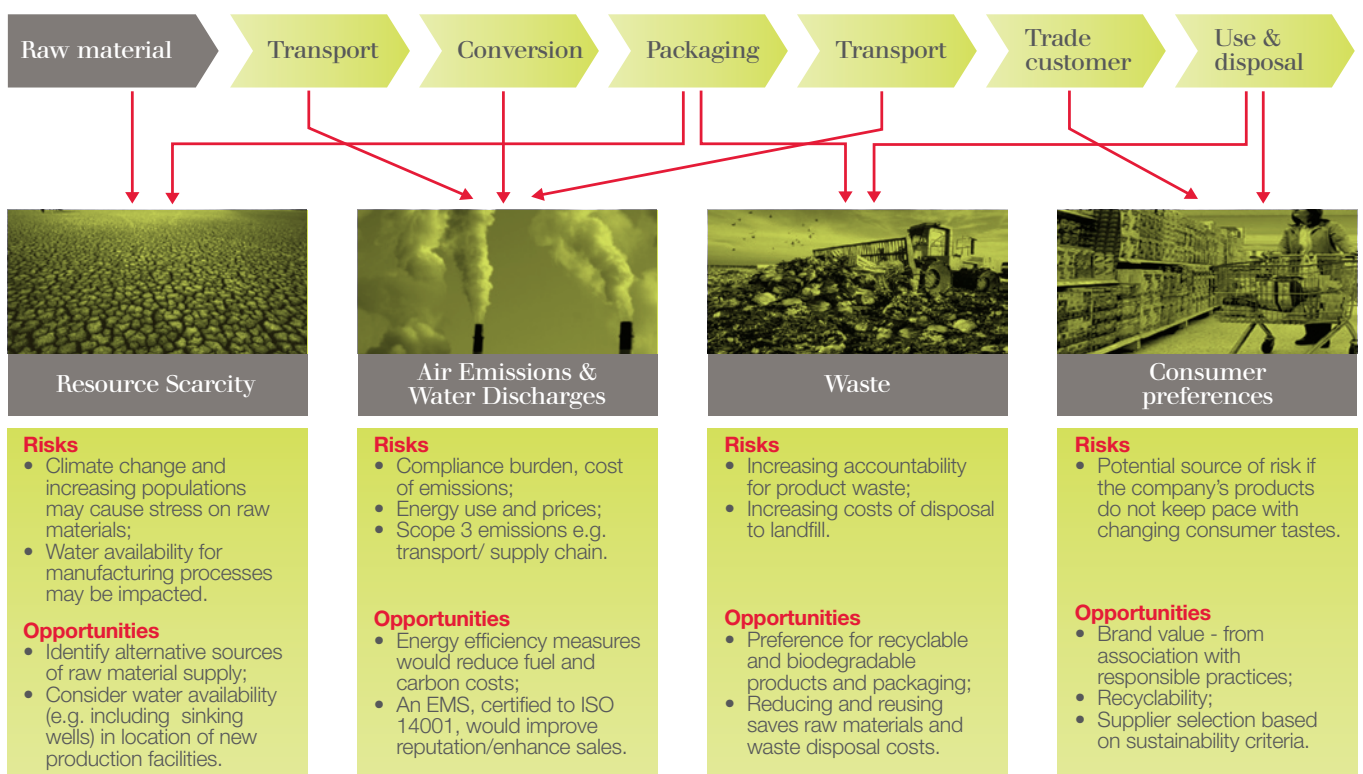 Raw material
Transport
Conversion
Packaging
Transport
Trade
customer
Use &
disposal
Resource Scarcity
Air Emissions &
Water Discharges
Waste
Consumer
preferences
Risks
• Climate change and
increasing populations
may cause stress on raw
materials;
• Water availability for
manufacturing processes
may be impacted.
Opportunities
• Identify alternative sources
of raw material supply;
• Consider water availability
(e.g. including sinking
wells) in location of new
production facilities.
Risks
• Compliance burden, cost
of emissions;
• Energy use and prices;
• Scope 3 emissions e.g.
transport/ supply chain.
Opportunities
• Energy efficiency measures
would reduce fuel and
carbon costs;
• An EMS, certified to ISO
14001, would improve
reputation/enhance sales.
Risks
• Increasing accountability
for product waste;
• Increasing costs of disposal
to landfill.
Opportunities
• Preference for recyclable
and biodegradable
products and packaging;
• Reducing and reusing
saves raw materials and
waste disposal costs.
Risks
• Potential source of risk if
the company's products
do not keep pace with
changing consumer tastes.
Opportunities
• Brand value - from
association with
responsible practices;
• Recyclability;
• Supplier selection based
on sustainability criteria.